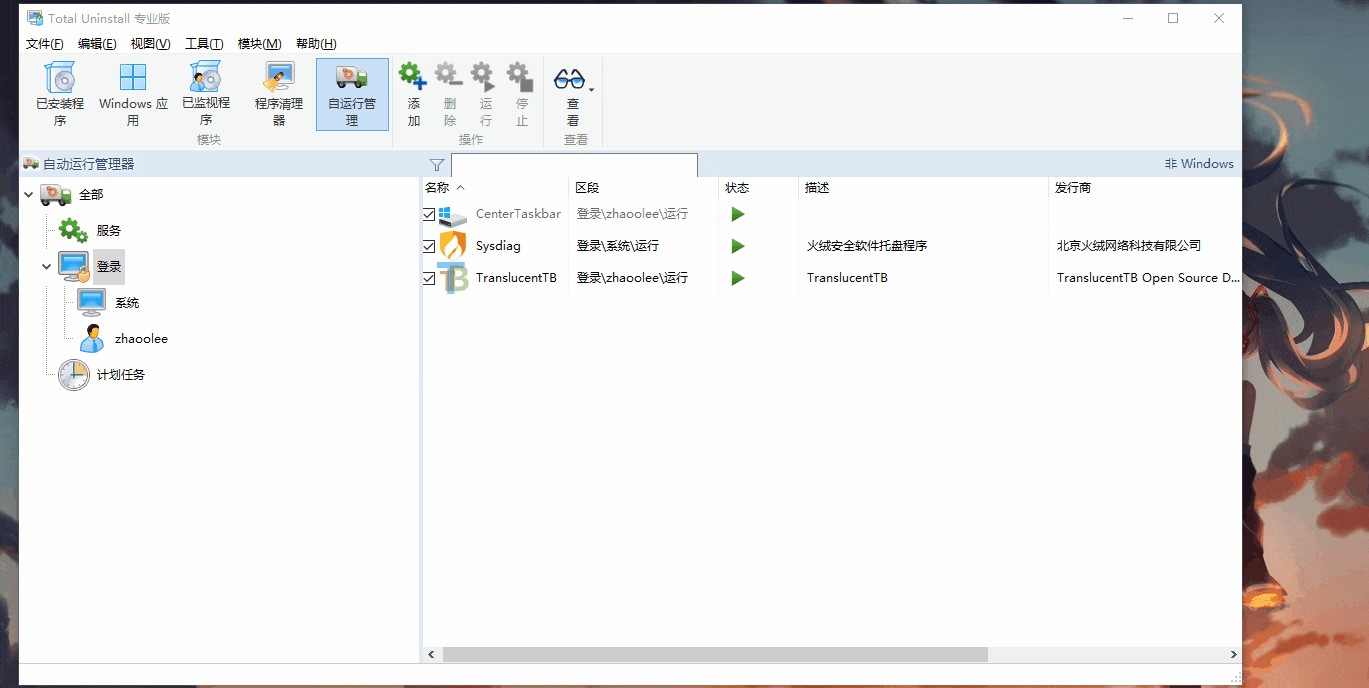 Total Uninstall 专业版
文件(F) 编辑(E) 视图(V) 工具(T) 模块(M) 帮助(H)
已安装程序
Windows 应用
已监视程序
程序清理器
自运行管理
添加
删除
运行
停止
查看
模块
操作
查看
自动运行管理器
非 Windows
全部
服务
登录
系统
zhaoolee
计划任务
名称 区段 状态 描述 发行商
CenterTaskbar 登录\zhaoolee\运行
Sysdiag 登录\系统\运行 火绒安全软件托盘程序 北京火绒网络科技有限公司
TranslucentTB 登录\zhaoolee\运行 TranslucentTB TranslucentTB Open Source D...